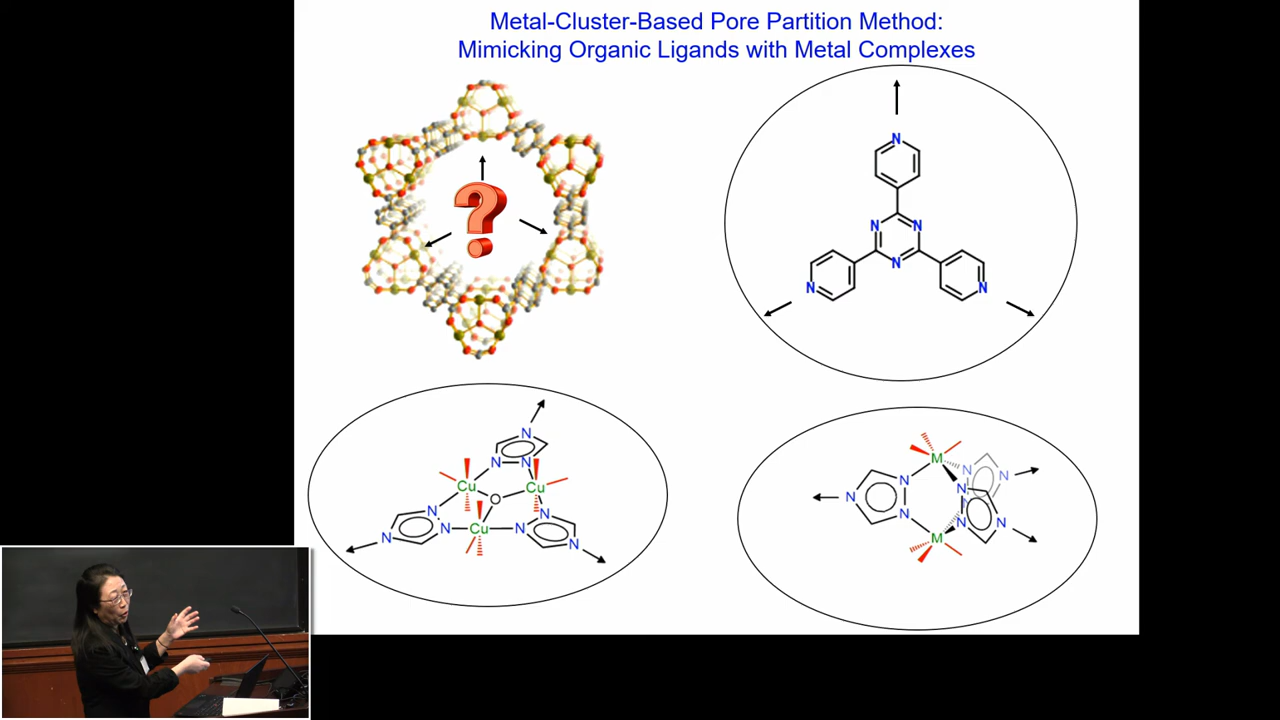 Metal-Cluster-Based Pore Partition Method:
Mimicking Organic Ligands with Metal Complexes
?
N
N N
N
N N
N
N N
Cu Cu
O
N N
Cu N
N N
M
N N N
N N
N
N N N
M